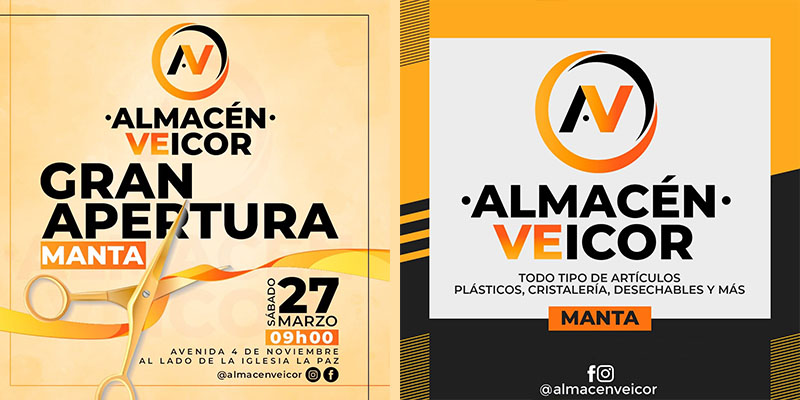 AV
·ALMACÉN·
VEICOR
GRAN
APERTURA
MANTA
SÁBADO
27
MARZO
09h00
AVENIDA 4 DE NOVIEMBRE
AL LADO DE LA IGLESIA LA PAZ
@almacenveicor
AV
·ALMACÉN·
VEICOR
TODO TIPO DE ARTÍCULOS
PLÁSTICOS, CRISTALERÍA, DESECHABLES Y MÁS
MANTA
@almacenveicor